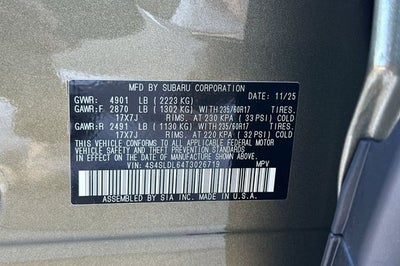 MFD BY SUBARU CORPORATION
GVWR: 4901 LB (2223 KG) DATE: 11/25
GAWR:F 2870 LB (1302 KG) WITH 235/60R17 TIRES.
17X7J RIMS. AT 230 KPA (33 PSI) COLD
GAWR:R 2491 LB (1130 KG) WITH 235/60R17 TIRES.
17X7J RIMS. AT 220 KPA (32 PSI) COLD
THIS VEHICLE CONFORMS TO ALL APPLICABLE FEDERAL MOTOR
VEHICLE SAFETY AND THEFT PREVENTION STANDARDS IN EFFECT
ON THE DATE OF MANUFACTURE SHOWN ABOVE.
VIN: 4S4SLDL64T3026719 MPV
ASSEMBLED BY SIA INC. IN U.S.A.